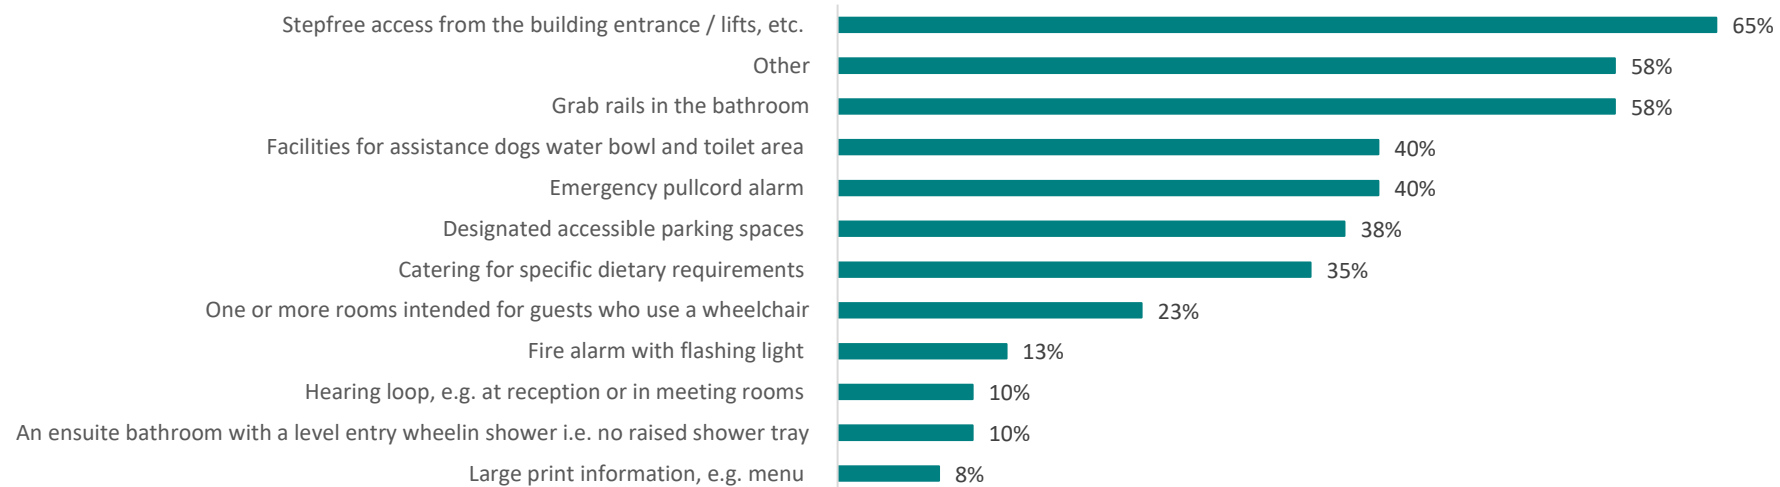 Stepfree access from the building entrance / lifts, etc. 65%
Other 58%
Grab rails in the bathroom 58%
Facilities for assistance dogs water bowl and toilet area 40%
Emergency pullcord alarm 40%
Designated accessible parking spaces 38%
Catering for specific dietary requirements 35%
One or more rooms intended for guests who use a wheelchair 23%
Fire alarm with flashing light 13%
Hearing loop, e.g. at reception or in meeting rooms 10%
An ensuite bathroom with a level entry wheelin shower i.e. no raised shower tray 10%
Large print information, e.g. menu 8%